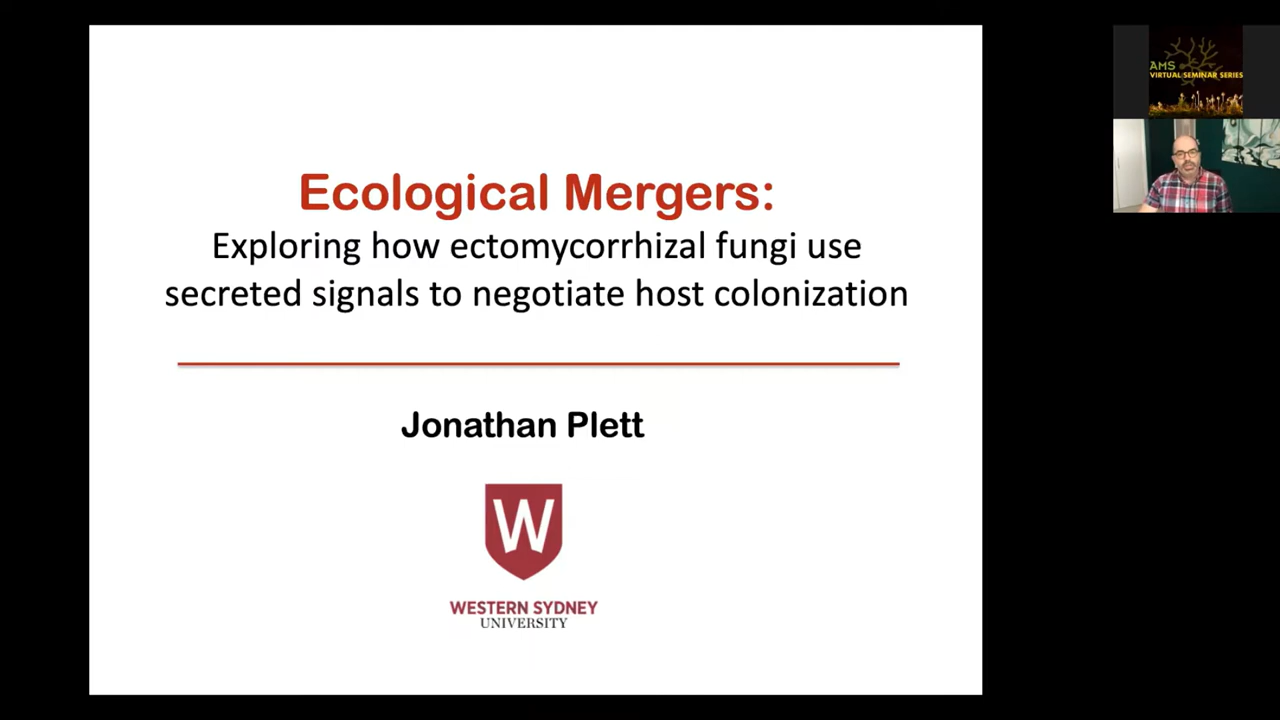 Ecological Mergers:
Exploring how ectomycorrhizal fungi use
secreted signals to negotiate host colonization
Jonathan Plett
W
WESTERN SYDNEY
UNIVERSITY
AMS
VIRTUAL SEMINAR SERIES